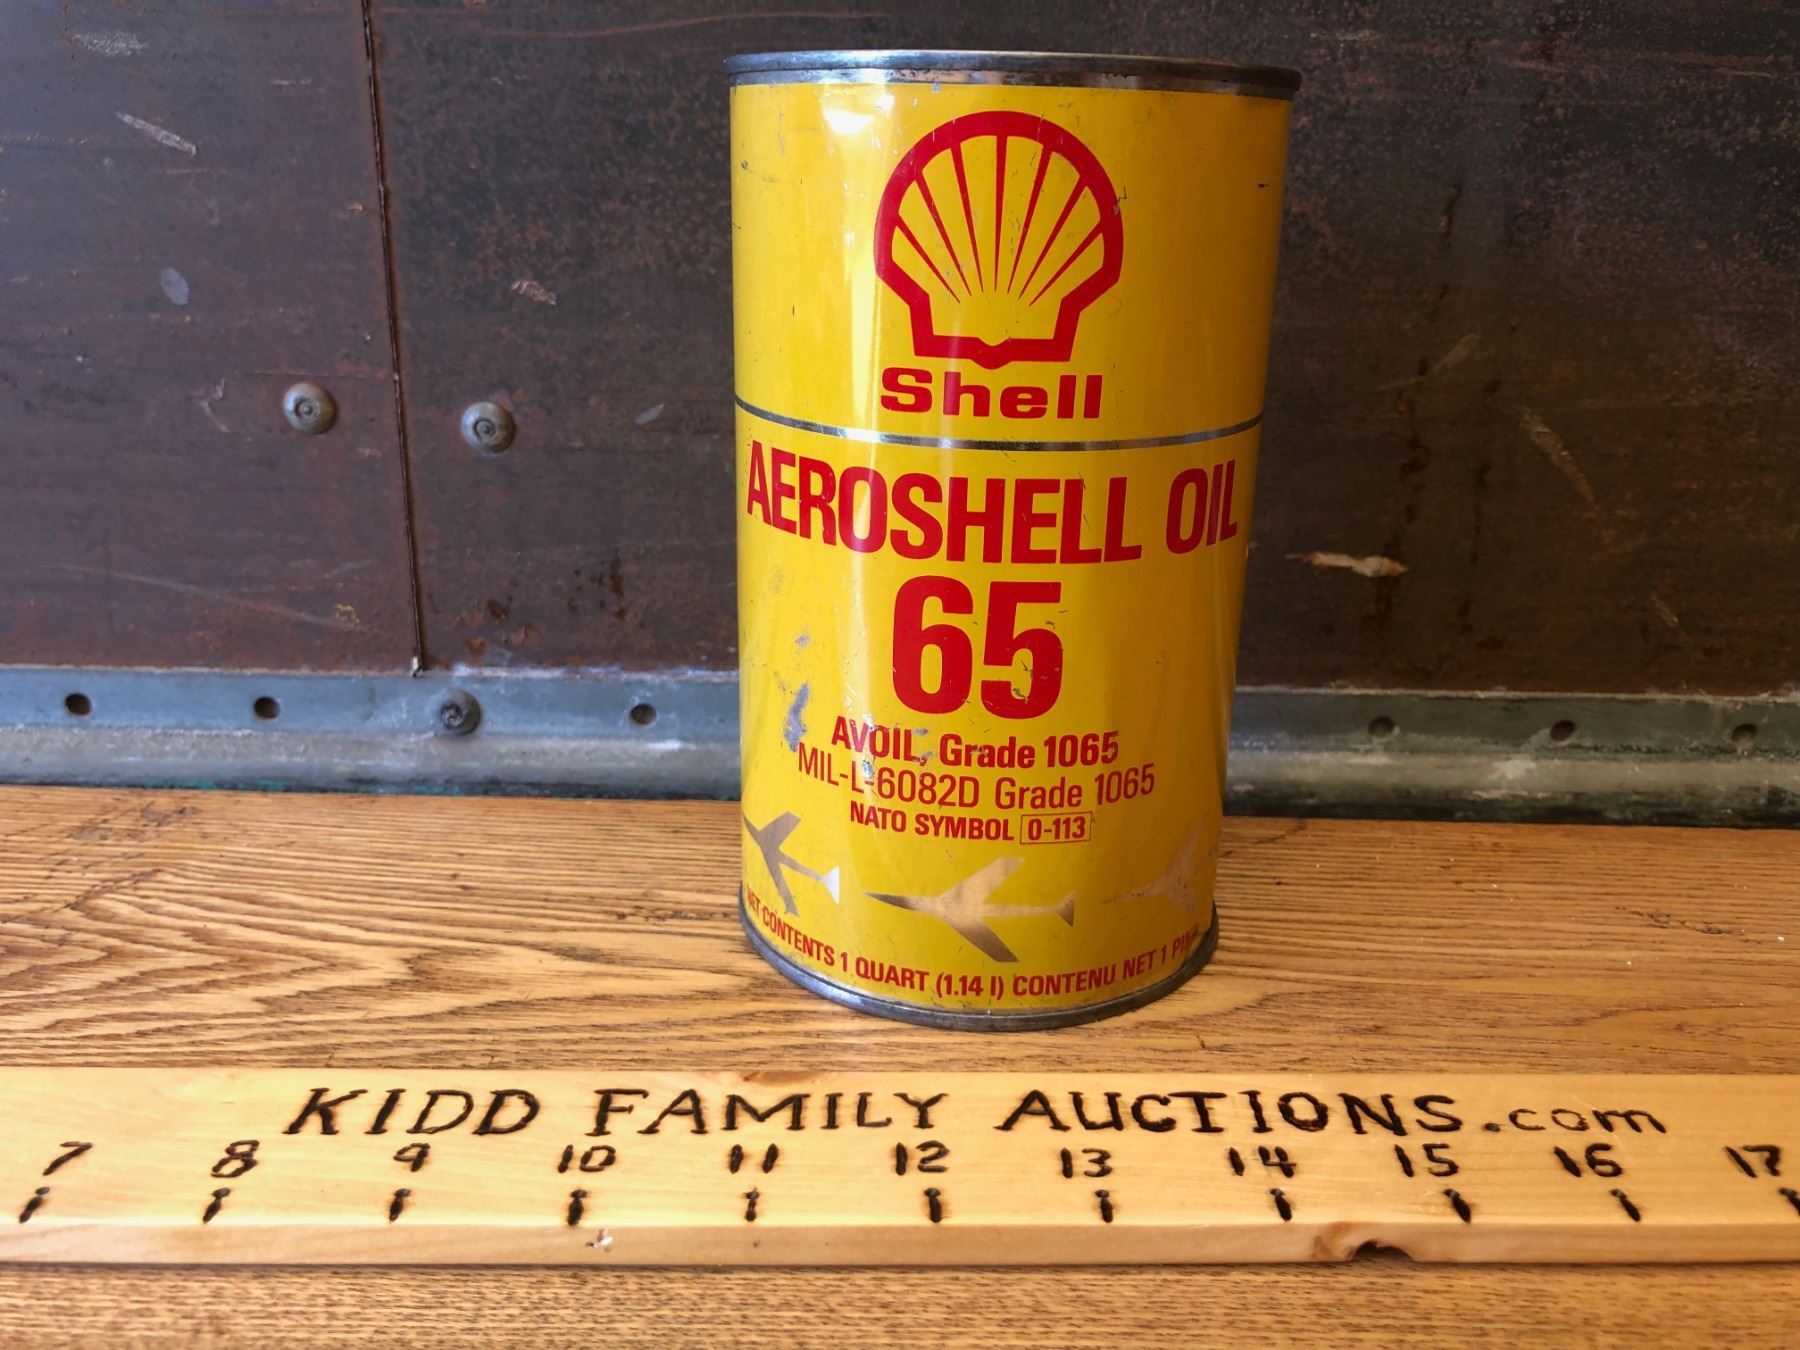 Shell
AEROSHELL OIL
65
AVOIL, Grade 1065
MIL-L-6082D Grade 1065
NATO SYMBOL 0-113
NET CONTENTS 1 QUART (1.14 l) CONTENU NET 1
KIDD FAMILY AUCTIONS.com
7 8 9 10 11 12 13 14 15 16 17